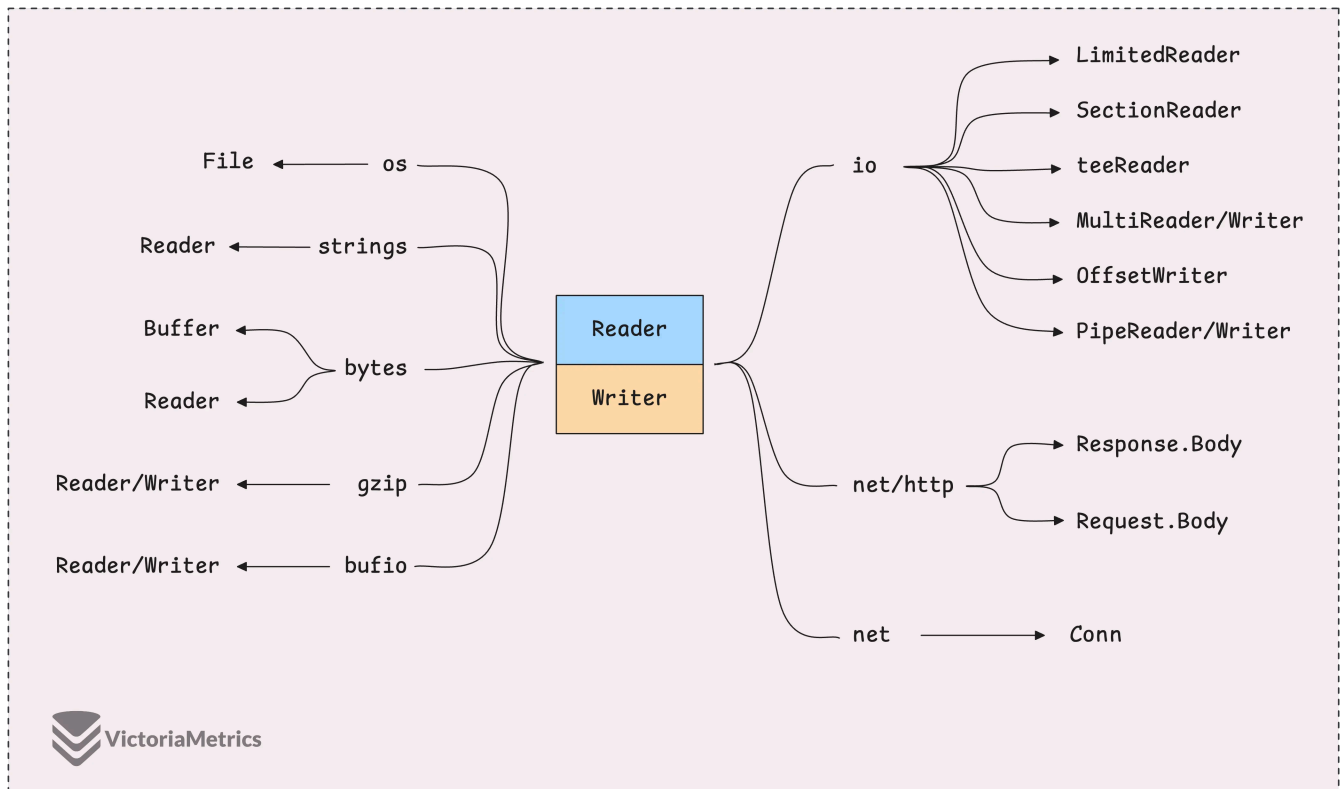 File
os
Reader
strings
Buffer
bytes
Reader
Reader/Writer
gzip
Reader/Writer
bufio
Reader
Writer
io
LimitedReader
SectionReader
teeReader
MultiReader/Writer
OffsetWriter
PipeReader/Writer
net/http
Response.Body
Request.Body
net
Conn
VictoriaMetrics